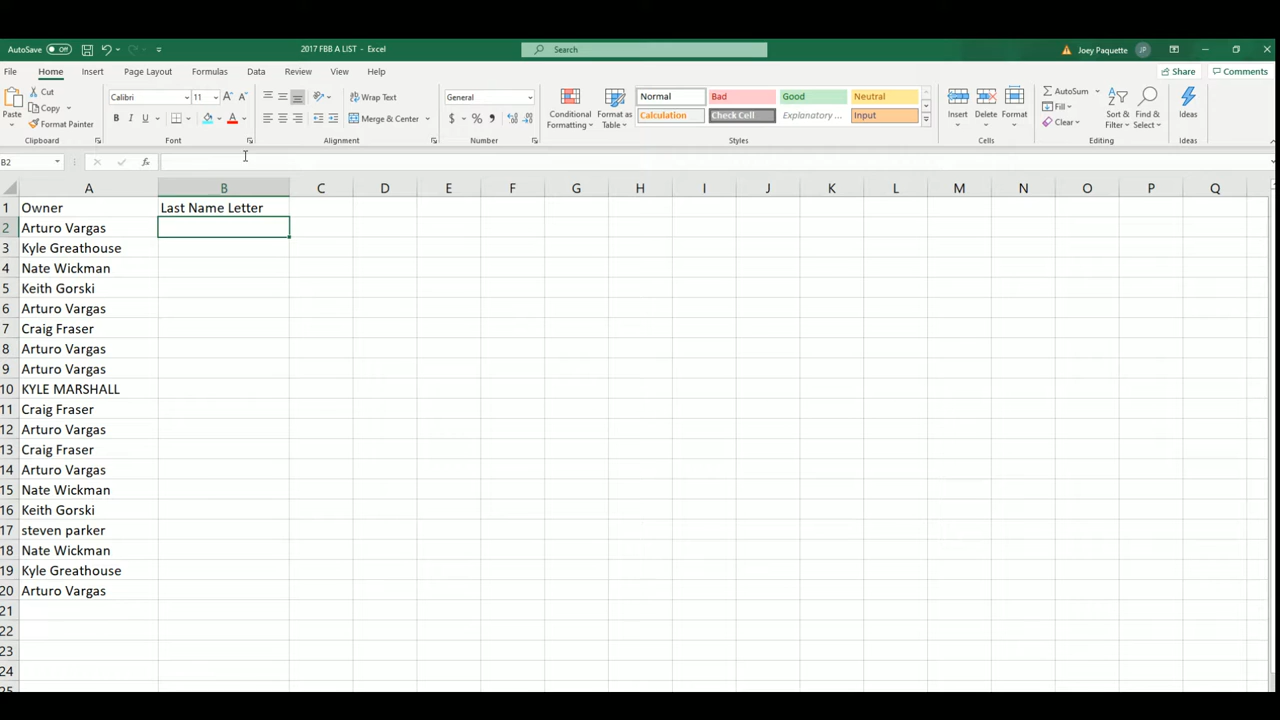 AutoSave Off 2017 FBB A LIST - Excel Search Joey Paquette JP
File Home Insert Page Layout Formulas Data Review View Help Share Comments
Paste Cut Copy Format Painter Clipboard
Calibri 11 B I U A Font
Wrap Text Merge & Center Alignment
General $ % Number
Conditional Formatting Format as Table Normal Bad Good Neutral Calculation Check Cell Explanatory ... Input Styles
Insert Delete Format Cells
AutoSum Fill Clear Sort & Filter Find & Select Editing
Ideas Ideas
B2 fx
A B C D E F G H I J K L M N O P Q
1 Owner Last Name Letter
2 Arturo Vargas
3 Kyle Greathouse
4 Nate Wickman
5 Keith Gorski
6 Arturo Vargas
7 Craig Fraser
8 Arturo Vargas
9 Arturo Vargas
10 KYLE MARSHALL
11 Craig Fraser
12 Arturo Vargas
13 Craig Fraser
14 Arturo Vargas
15 Nate Wickman
16 Keith Gorski
17 steven parker
18 Nate Wickman
19 Kyle Greathouse
20 Arturo Vargas
21
22
23
24